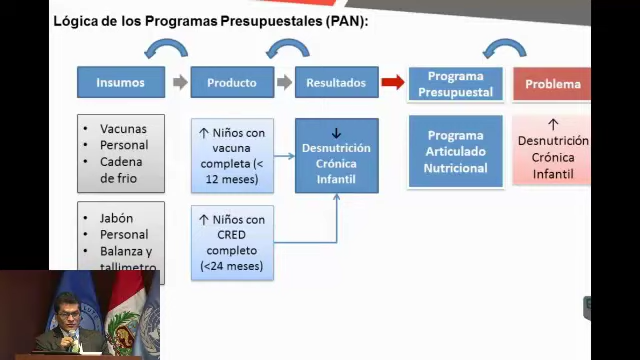 Lógica de los Programas Presupuestales (PAN):
Insumos
Producto
Resultados
Programa
Presupuestal
Problema
• Vacunas
• Personal
• Cadena
de frio
↑ Niños con
vacuna
completa (<
12 meses)
↓
Desnutrición
Crónica
Infantil
Programa
Articulado
Nutricional
↑
Desnutrición
Crónica
Infantil
• Jabón
• Personal
• Balanza y
tallimetro
↑ Niños con
CRED
completo
(<24 meses)